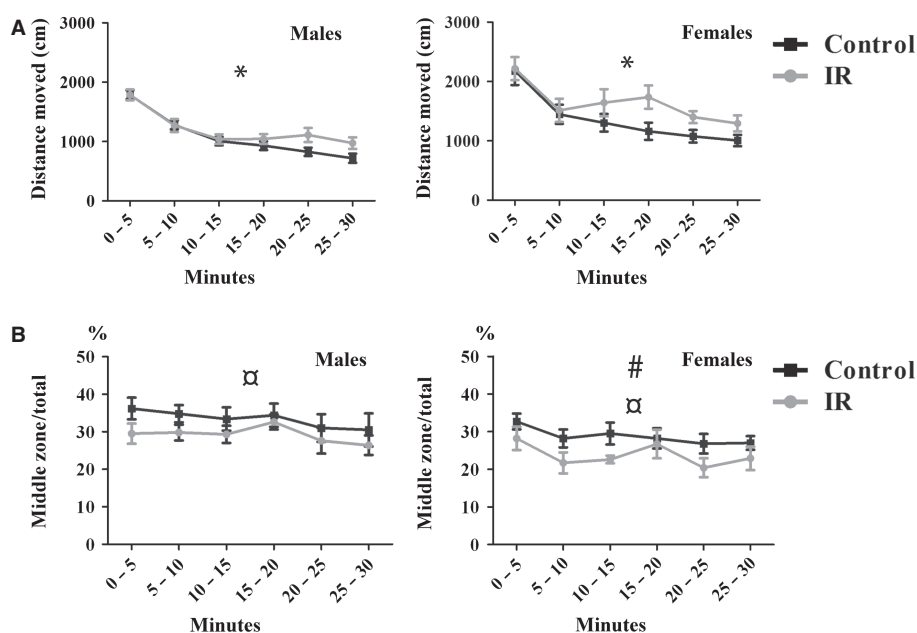 A
Distance moved (cm)
3000
2000
1000
0
Males
*
0 – 5
5 – 10
10 – 15
15 – 20
20 – 25
25 – 30
Minutes
Distance moved (cm)
3000
2000
1000
0
Females
*
0 – 5
5 – 10
10 – 15
15 – 20
20 – 25
25 – 30
Minutes
Control
IR
B
%
Middle zone/total
50
40
30
20
10
0
Males
¤
0 – 5
5 – 10
10 – 15
15 – 20
20 – 25
25 – 30
Minutes
%
Middle zone/total
50
40
30
20
10
0
Females
#
¤
0 – 5
5 – 10
10 – 15
15 – 20
20 – 25
25 – 30
Minutes
Control
IR